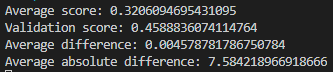 Average score: 0.3206094695431095
Validation score: 0.4588836074114764
Average difference: 0.004578781786750784
Average absolute difference: 7.584218966918666